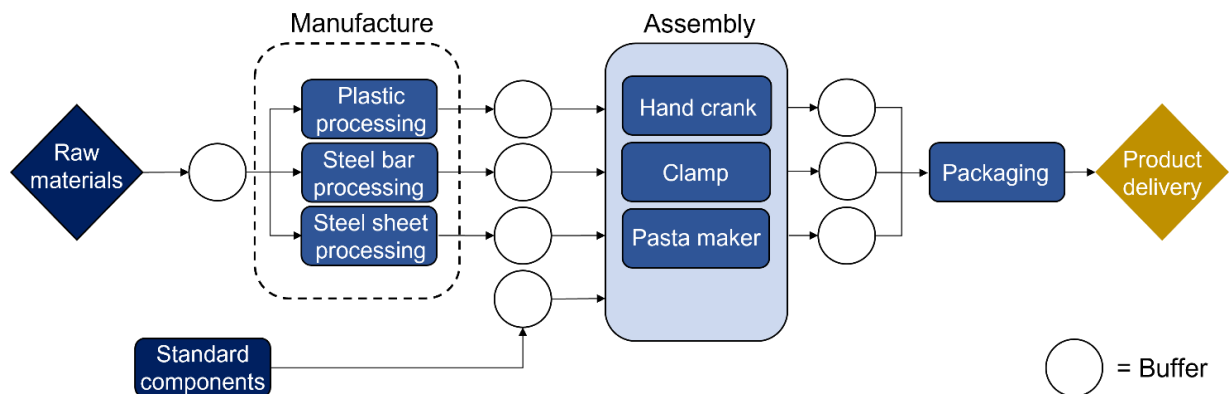 Manufacture
Assembly
Plastic
processing
Hand crank
Raw
materials
Steel bar
processing
Clamp
Packaging
Product
delivery
Steel sheet
processing
Pasta maker
Standard
components
= Buffer